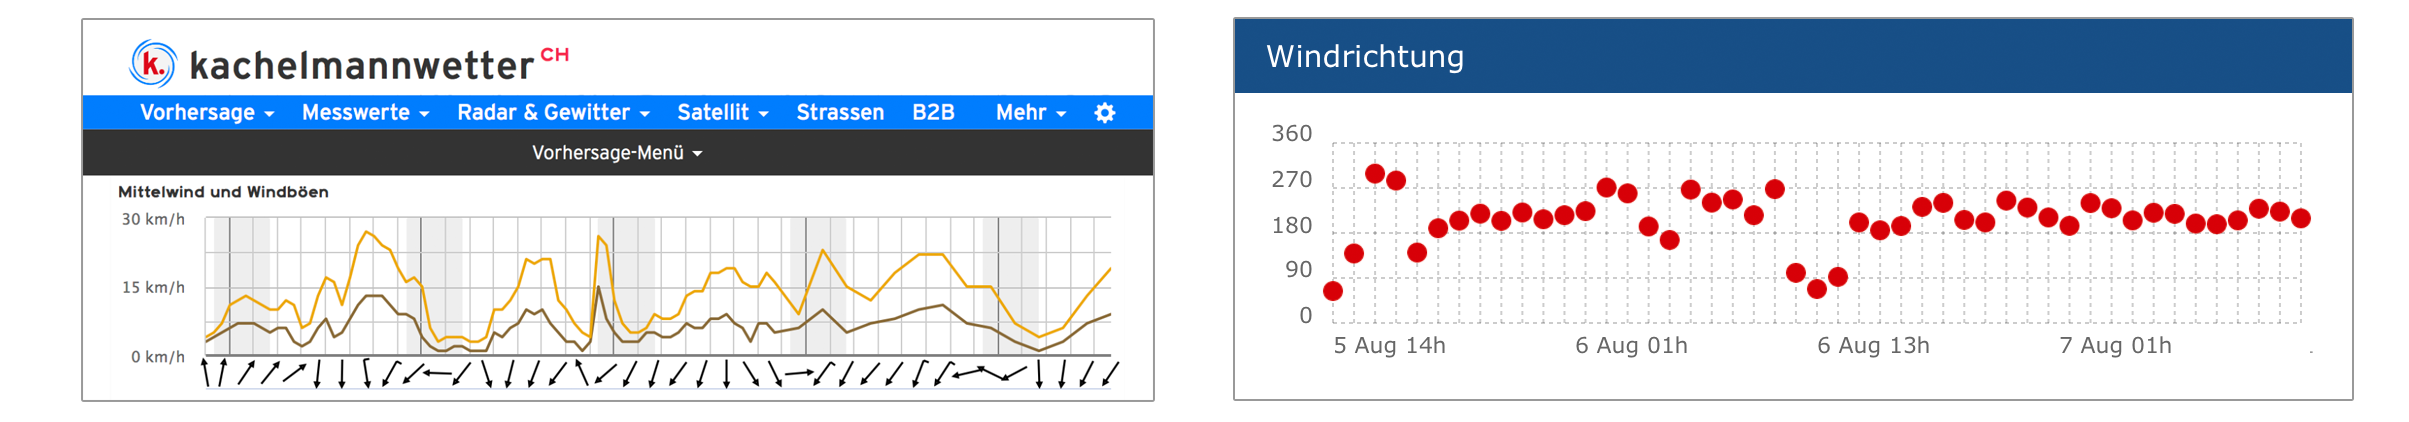 k. kachelmannwetter CH
Vorhersage Messwerte Radar & Gewitter Satellit Strassen B2B Mehr
Vorhersage-Menü
Mittelwind und Windböen
30 km/h
15 km/h
0 km/h
Windrichtung
360
270
180
90
0
5 Aug 14h 6 Aug 01h 6 Aug 13h 7 Aug 01h .